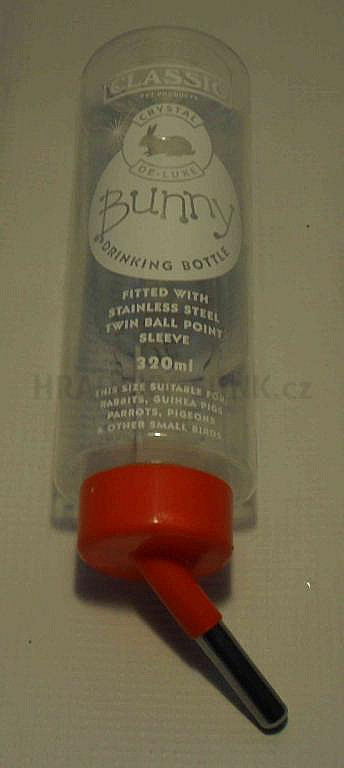 CLASSIC
PET PRODUCTS
CRYSTAL
DE-LUXE
Bunny
DRINKING BOTTLE
FITTED WITH
STAINLESS STEEL
TWIN BALL POINT
SLEEVE
320ml
THIS SIZE SUITABLE FOR
RABBITS, GUINEA PIGS
PARROTS, PIGEONS
& OTHER SMALL BIRDS